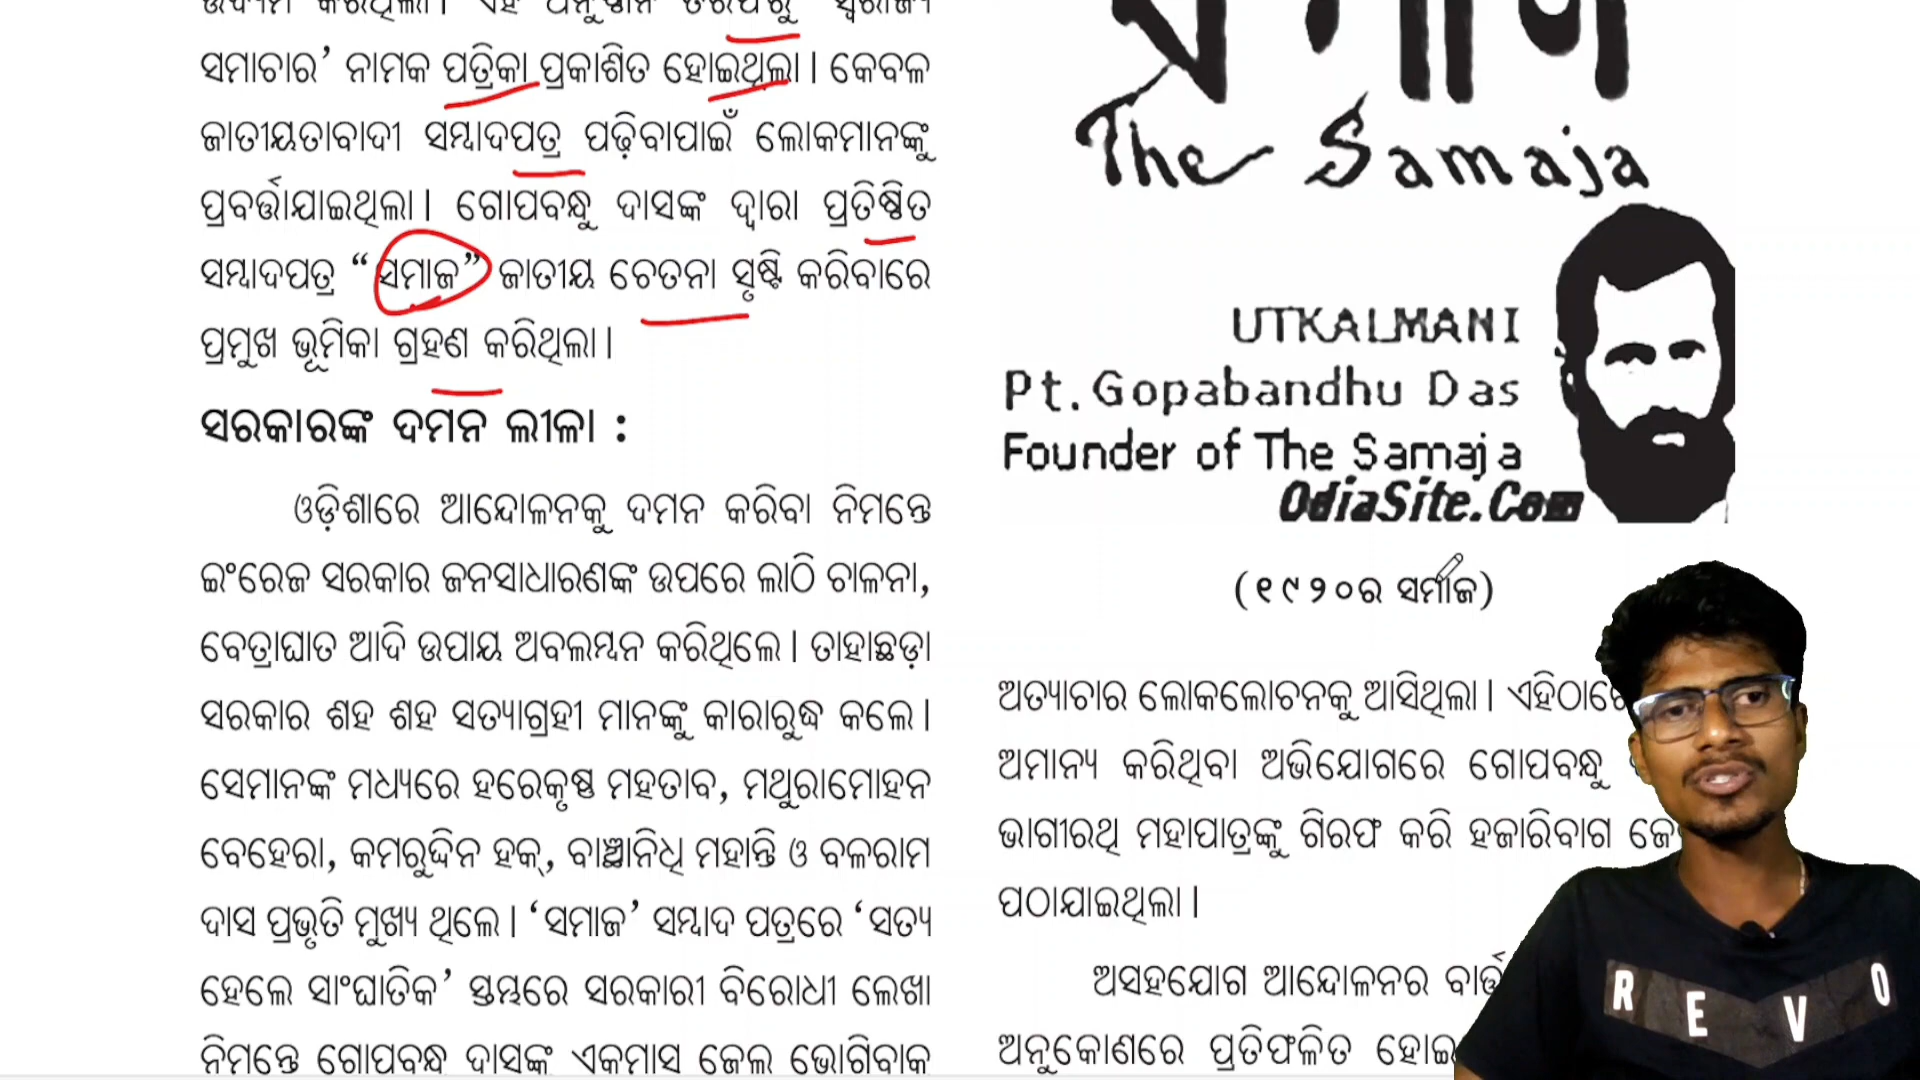 ସମାଚାର’ ନାମକ ପତ୍ରିକା ପ୍ରକାଶିତ ହୋଇଥିଲା । କେବଳ
ଜାତୀୟତାବାଦୀ ସମ୍ବାଦପତ୍ର ପଢ଼ିବାପାଇଁ ଲୋକମାନଙ୍କୁ
ପ୍ରବର୍ତ୍ତାଯାଇଥିଲା । ଗୋପବନ୍ଧୁ ଦାସଙ୍କ ଦ୍ୱାରା ପ୍ରତିଷ୍ଠିତ
ସମ୍ବାଦପତ୍ର “ସମାଜ” ଜାତୀୟ ଚେତନା ସୃଷ୍ଟି କରିବାରେ
ପ୍ରମୁଖ ଭୂମିକା ଗ୍ରହଣ କରିଥିଲା ।
ସରକାରଙ୍କ ଦମନ ଲୀଳା :
ଓଡ଼ିଶାରେ ଆନ୍ଦୋଳନକୁ ଦମନ କରିବା ନିମନ୍ତେ
ଇଂରେଜ ସରକାର ଜନସାଧାରଣଙ୍କ ଉପରେ ଲାଠି ଚାଳନା,
ବେତ୍ରାଘାତ ଆଦି ଉପାୟ ଅବଲମ୍ବନ କରିଥିଲେ । ତାହାଛଡ଼ା
ସରକାର ଶହ ଶହ ସତ୍ୟାଗ୍ରହୀ ମାନଙ୍କୁ କାରାରୁଦ୍ଧ କଲେ ।
ସେମାନଙ୍କ ମଧ୍ୟରେ ହରେକୃଷ୍ଣ ମହତାବ, ମଥୁରାମୋହନ
ବେହେରା, କମରୁଦ୍ଦିନ ହକ୍, ବାଞ୍ଛାନିଧି ମହାନ୍ତି ଓ ବଳରାମ
ଦାସ ପ୍ରଭୃତି ମୁଖ୍ୟ ଥିଲେ । ‘ସମାଜ’ ସମ୍ବାଦ ପତ୍ରରେ ‘ସତ୍ୟ
ହେଲେ ସାଂଘାତିକ’ ସ୍ତମ୍ଭରେ ସରକାରୀ ବିରୋଧୀ ଲେଖା
ନିମନ୍ତେ ଗୋପବନ୍ଧୁ ଦାସଙ୍କୁ ଏକମାସ ଜେଲ ଭୋଗିବାକୁ
The Samaja
UTKALMANI
Pt. Gopabandhu Das
Founder of The Samaja
OdiaSite.Com
(୧୯୨୦ର ସମାଜ)
ଅତ୍ୟାଚାର ଲୋକଲୋଚନକୁ ଆସିଥିଲା । ଏହିଠାରେ
ଅମାନ୍ୟ କରିଥିବା ଅଭିଯୋଗରେ ଗୋପବନ୍ଧୁ
ଭାଗୀରଥି ମହାପାତ୍ରଙ୍କୁ ଗିରଫ କରି ହଜାରିବାଗ
ପଠାଯାଇଥିଲା ।
ଅସହଯୋଗ ଆନ୍ଦୋଳନର
ଅନୁକୋଣରେ ପ୍ରତିଫଳିତ
REVO